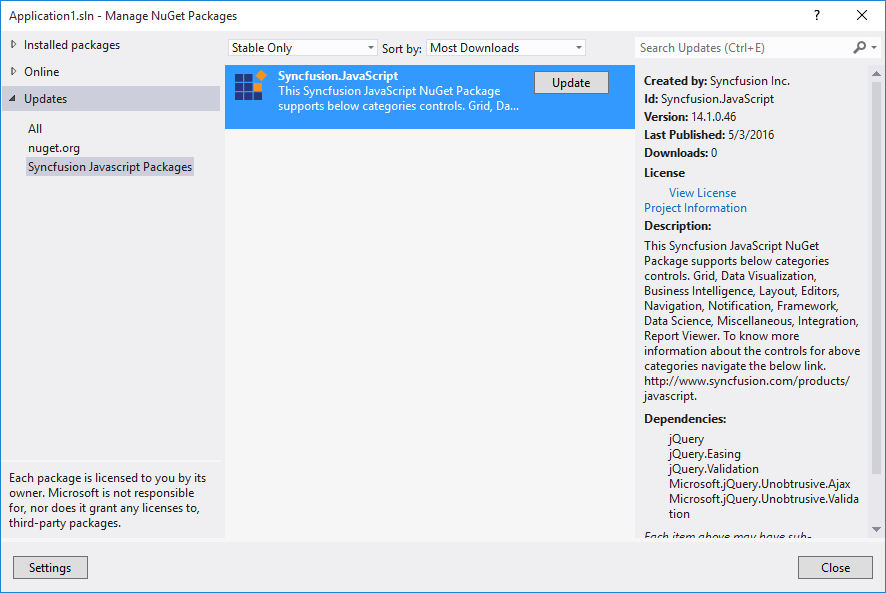 Application1.sln - Manage NuGet Packages
?
Installed packages
Online
Updates
All
nuget.org
Syncfusion Javascript Packages
Each package is licensed to you by its
owner. Microsoft is not responsible
for, nor does it grant any licenses to,
third-party packages.
Stable Only
Sort by: Most Downloads
Syncfusion.JavaScript
This Syncfusion JavaScript NuGet Package
supports below categories controls. Grid, Da...
Update
Search Updates (Ctrl+E)
Created by: Syncfusion Inc.
Id: Syncfusion.JavaScript
Version: 14.1.0.46
Last Published: 5/3/2016
Downloads: 0
License
View License
Project Information
Description:
This Syncfusion JavaScript NuGet
Package supports below categories
controls. Grid, Data Visualization,
Business Intelligence, Layout, Editors,
Navigation, Notification, Framework,
Data Science, Miscellaneous, Integration,
Report Viewer. To know more
information about the controls for above
categories navigate the below link.
http://www.syncfusion.com/products/
javascript.
Dependencies:
jQuery
jQuery.Easing
jQuery.Validation
Microsoft.jQuery.Unobtrusive.Ajax
Microsoft.jQuery.Unobtrusive.Valida
tion
Each item above may have sub-
Settings
Close